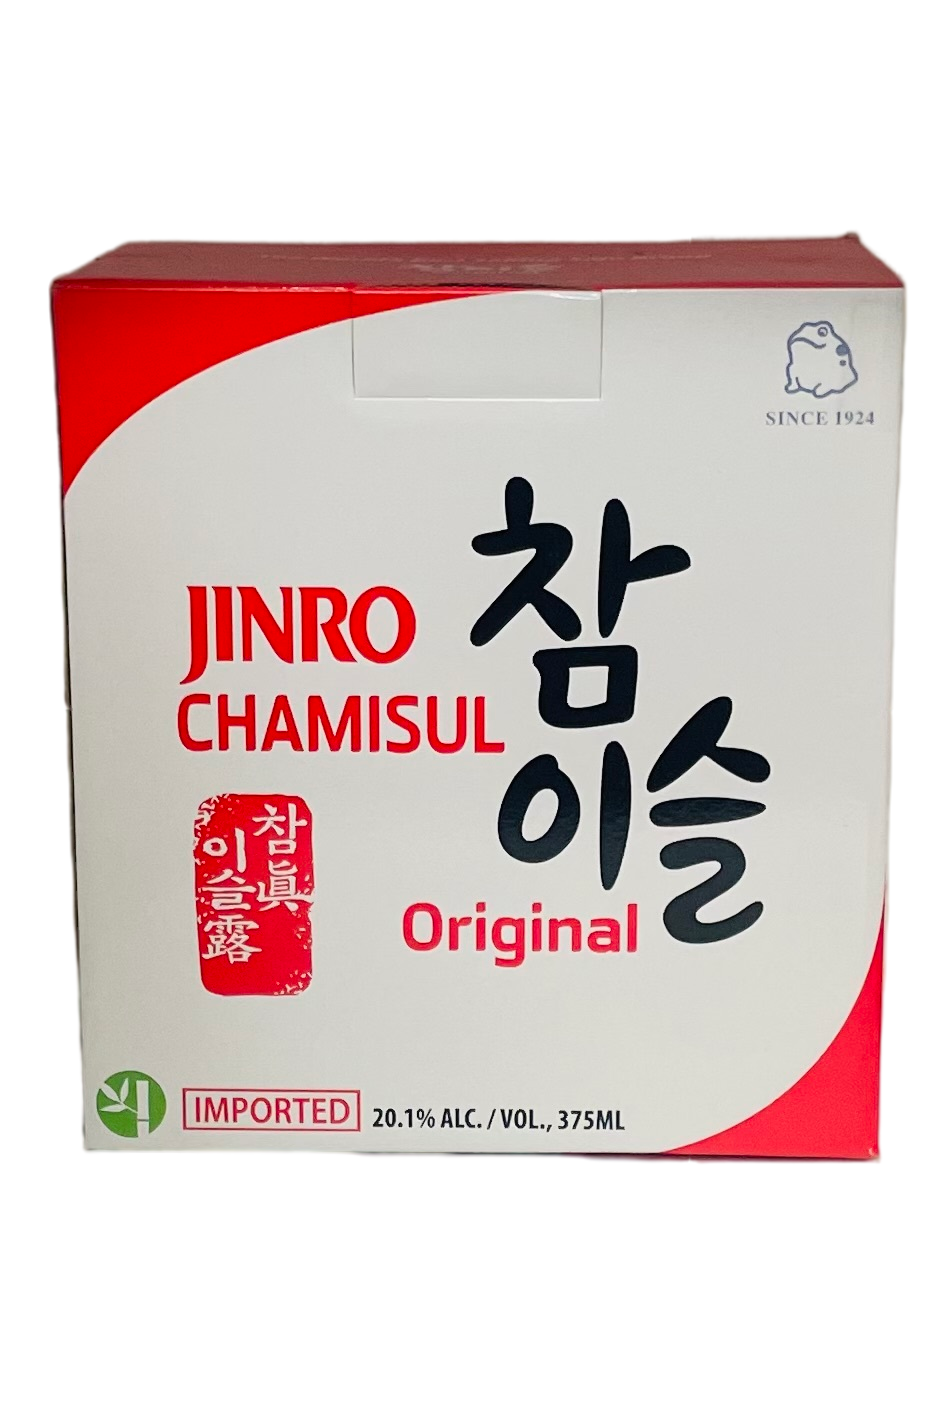 SINCE 1924
참
이슬
JINRO
CHAMISUL
참眞
이슬露
Original
IMPORTED
20.1% ALC. / VOL., 375ML